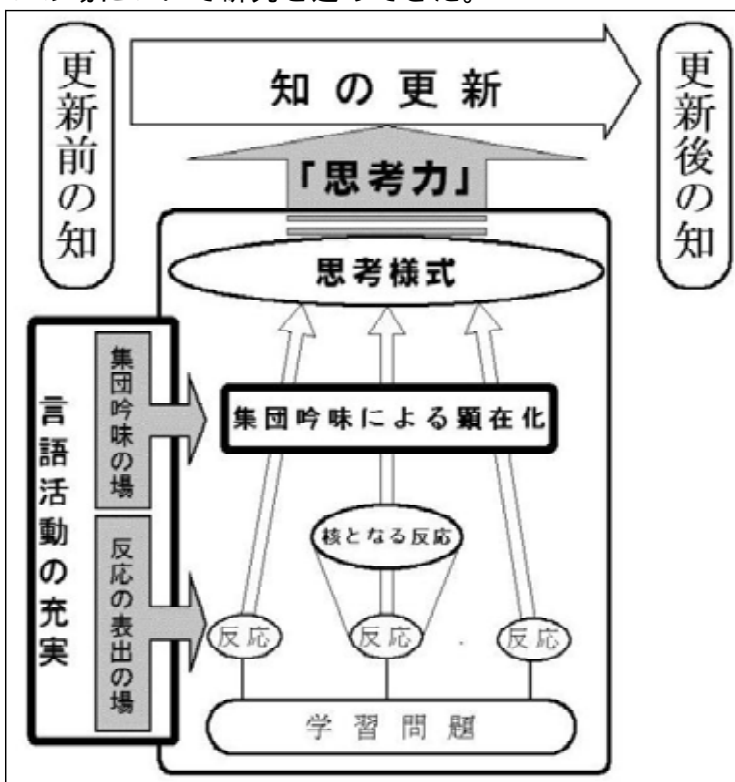 更新前の知
知の更新
更新後の知
「思考力」
思考様式
言語活動の充実
集団吟味の場
集団吟味による顕在化
核となる反応
反応の表出の場
反応
反応
反応
学習問題